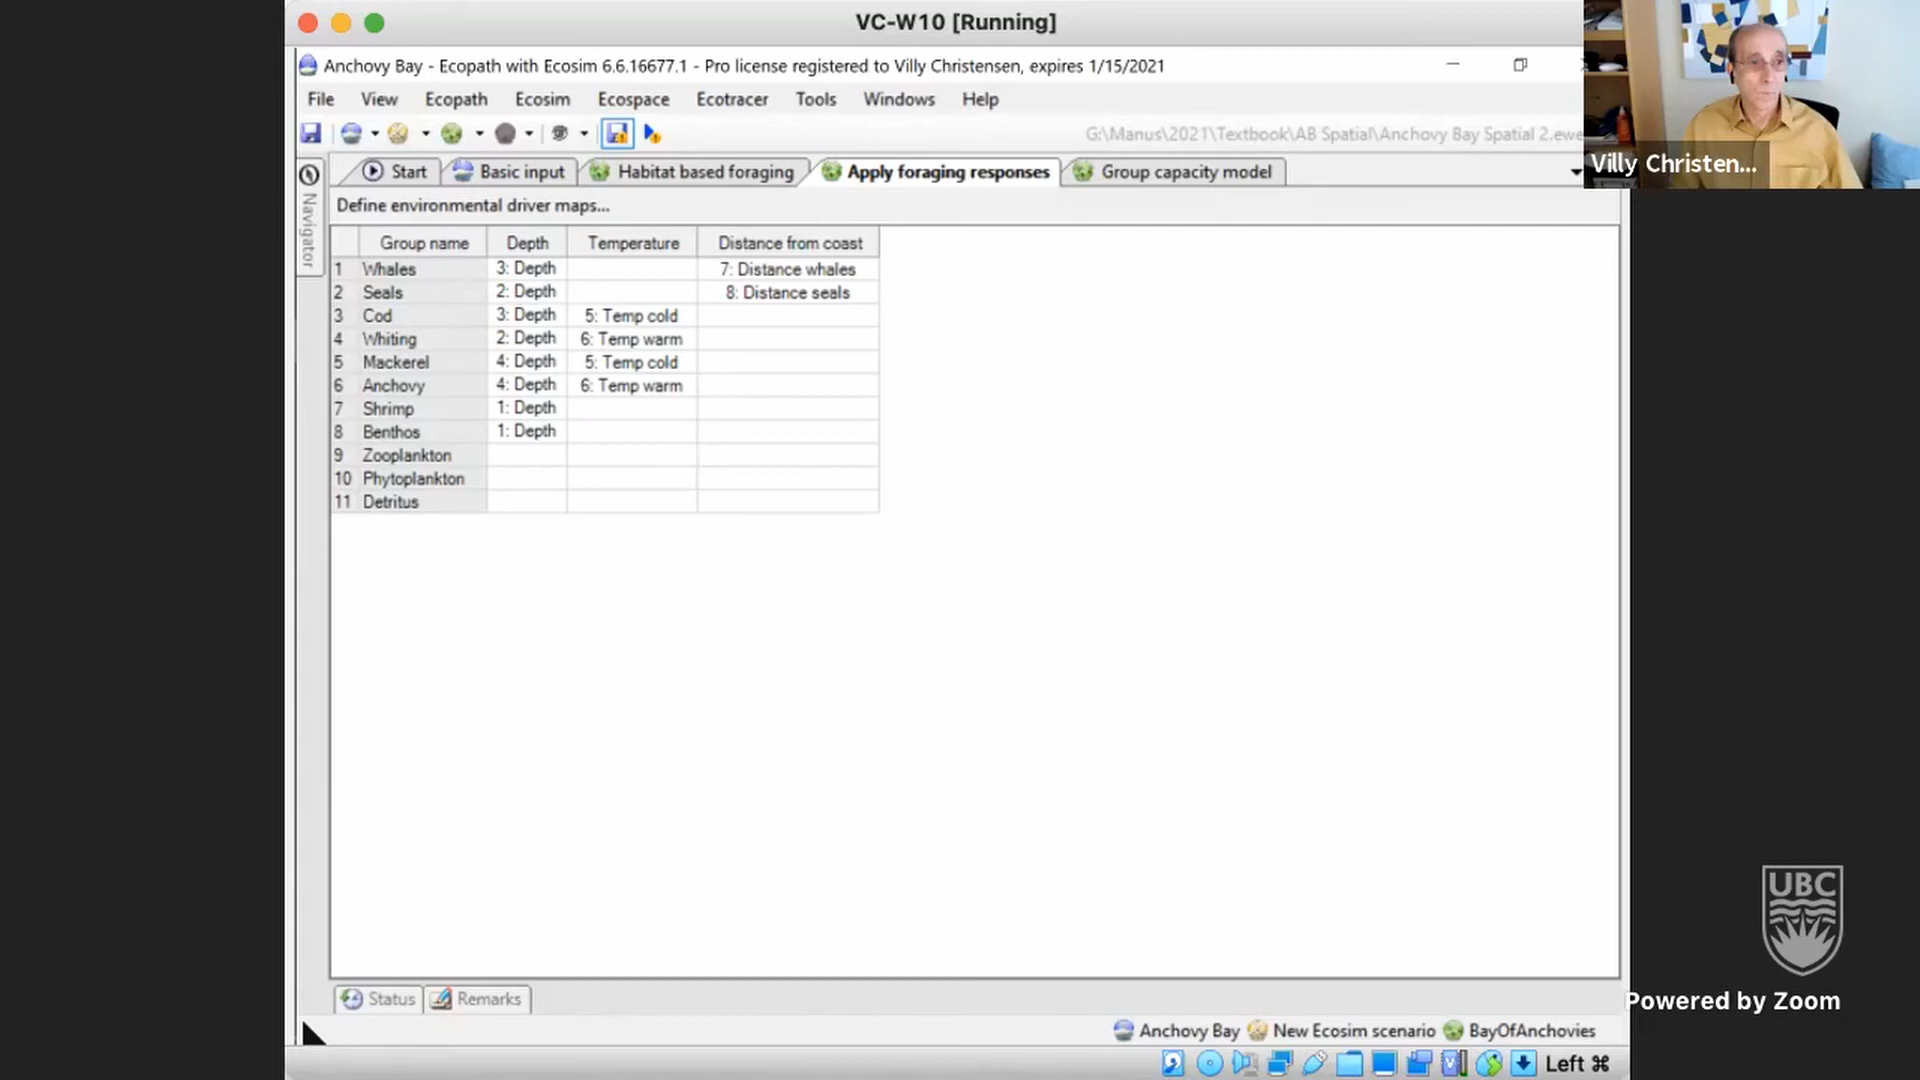 VC-W10 [Running]
Anchovy Bay - Ecopath with Ecosim 6.6.16677.1 - Pro license registered to Villy Christensen, expires 1/15/2021
File View Ecopath Ecosim Ecospace Ecotracer Tools Windows Help
G:\Manus\2021\Textbook\AB Spatial\Anchovy Bay Spatial 2.ewe
Villy Christen...
Start Basic input Habitat based foraging Apply foraging responses Group capacity model
Navigator
Define environmental driver maps...
Group name Depth Temperature Distance from coast
1 Whales 3: Depth 7: Distance whales
2 Seals 2: Depth 8: Distance seals
3 Cod 3: Depth 5: Temp cold
4 Whiting 2: Depth 6: Temp warm
5 Mackerel 4: Depth 5: Temp cold
6 Anchovy 4: Depth 6: Temp warm
7 Shrimp 1: Depth
8 Benthos 1: Depth
9 Zooplankton
10 Phytoplankton
11 Detritus
UBC
Status Remarks
Powered by Zoom
Anchovy Bay New Ecosim scenario BayOfAnchovies
Left ⌘